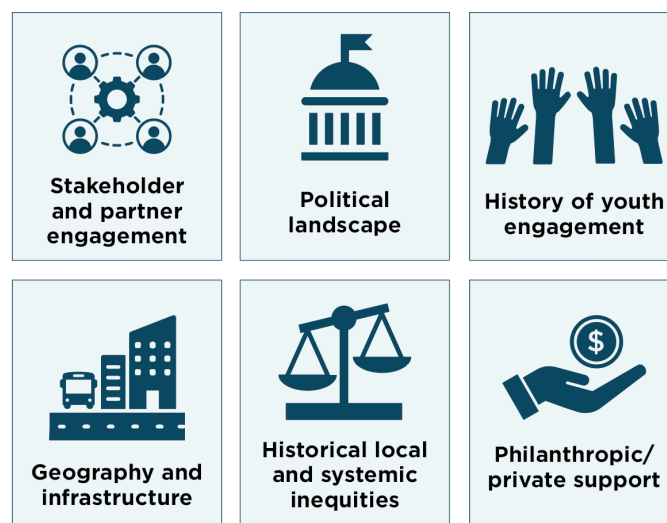 Stakeholder
and partner
engagement
Political
landscape
History of youth
engagement
Geography and
infrastructure
Historical local
and systemic
inequities
$
Philanthropic/
private support